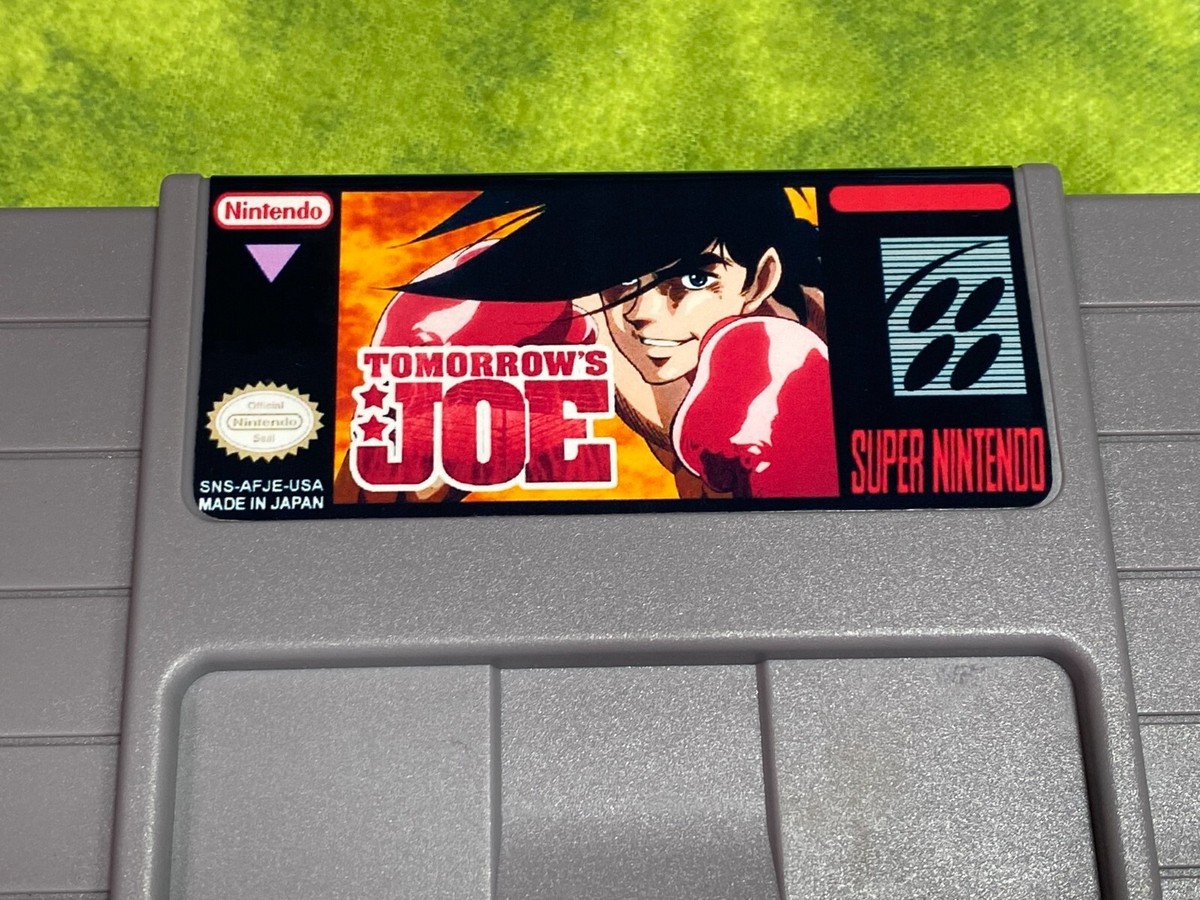 Nintendo
TOMORROW'S
JOE
Official
Nintendo
Seal
SNS-AFJE-USA
MADE IN JAPAN
SUPER NINTENDO